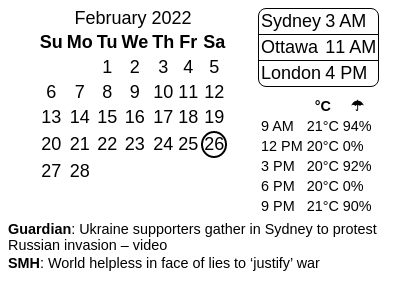 February 2022
Su Mo Tu We Th Fr Sa
1 2 3 4 5
6 7 8 9 10 11 12
13 14 15 16 17 18 19
20 21 22 23 24 25 26
27 28
Sydney 3 AM
Ottawa 11 AM
London 4 PM
°C ☂
9 AM 21°C 94%
12 PM 20°C 0%
3 PM 20°C 92%
6 PM 20°C 0%
9 PM 21°C 90%
Guardian: Ukraine supporters gather in Sydney to protest
Russian invasion – video
SMH: World helpless in face of lies to ‘justify’ war